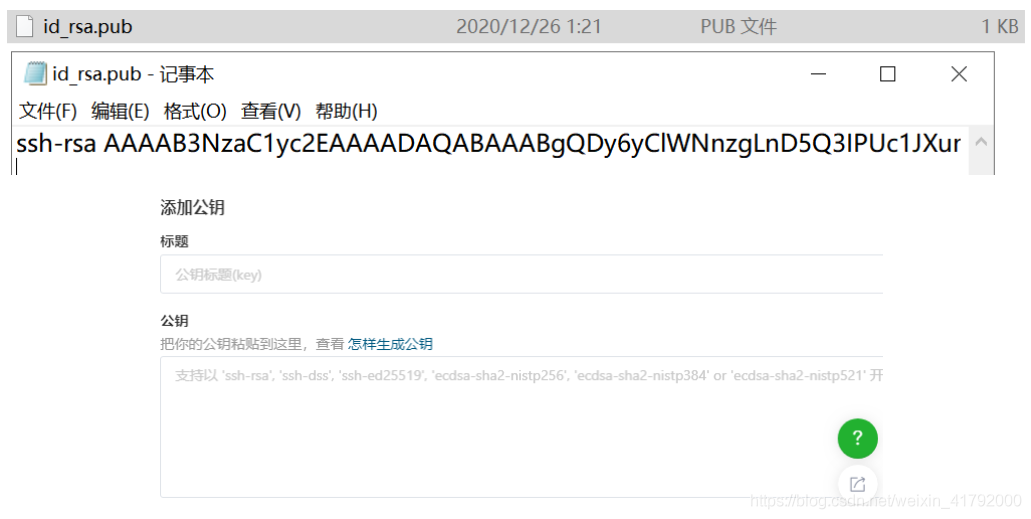 id_rsa.pub 2020/12/26 1:21 PUB 文件 1 KB
id_rsa.pub - 记事本
文件(F) 编辑(E) 格式(O) 查看(V) 帮助(H)
ssh-rsa AAAAB3NzaC1yc2EAAAADAQABAAABgQDy6yClWNnzgLnD5Q3IPUc1JXur
添加公钥
标题
公钥标题(key)
公钥
把你的公钥粘贴到这里，查看 怎样生成公钥
支持以 'ssh-rsa', 'ssh-dss', 'ssh-ed25519', 'ecdsa-sha2-nistp256', 'ecdsa-sha2-nistp384' or 'ecdsa-sha2-nistp521' 开
?
https://blog.csdn.net/weixin_41792000